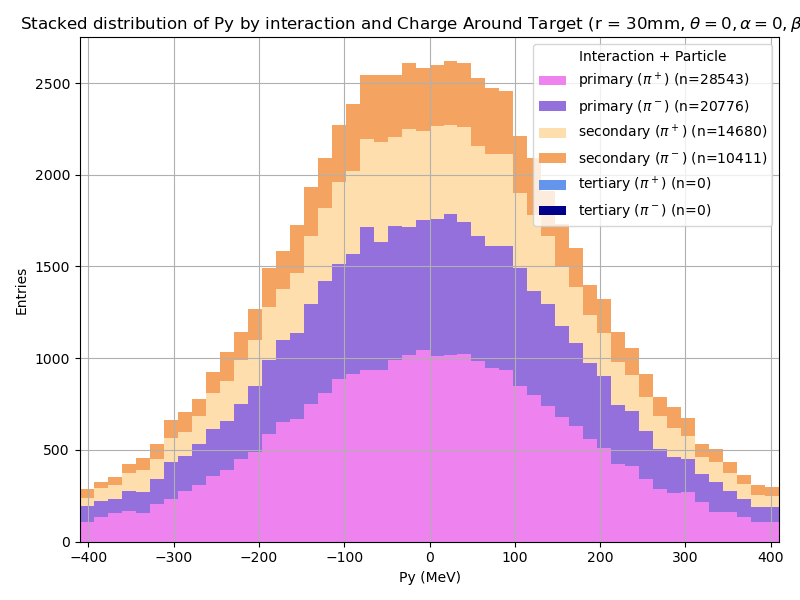 Stacked distribution of Py by interaction and Charge Around Target (r = 30mm, θ = 0, α = 0, β
Interaction + Particle
primary (π⁺) (n=28543)
primary (π⁻) (n=20776)
secondary (π⁺) (n=14680)
secondary (π⁻) (n=10411)
tertiary (π⁺) (n=0)
tertiary (π⁻) (n=0)
Entries
2500
2000
1500
1000
500
0
−400 −300 −200 −100 0 100 200 300 400
Py (MeV)